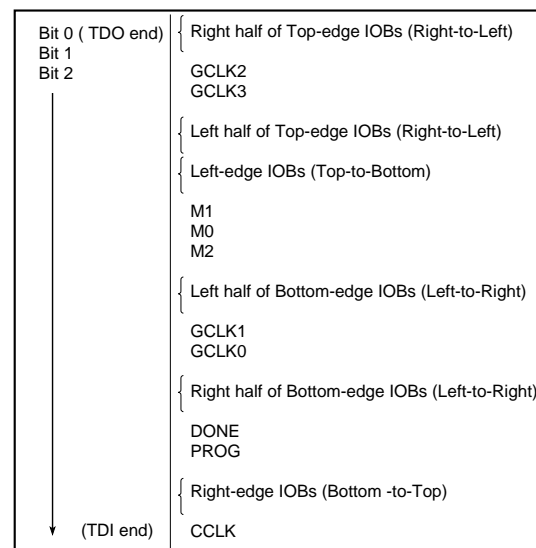 Bit 0 ( TDO end)
Bit 1
Bit 2
Right half of Top-edge IOBs (Right-to-Left)
GCLK2
GCLK3
Left half of Top-edge IOBs (Right-to-Left)
Left-edge IOBs (Top-to-Bottom)
M1
M0
M2
Left half of Bottom-edge IOBs (Left-to-Right)
GCLK1
GCLK0
Right half of Bottom-edge IOBs (Left-to-Right)
DONE
PROG
Right-edge IOBs (Bottom -to-Top)
(TDI end)
CCLK